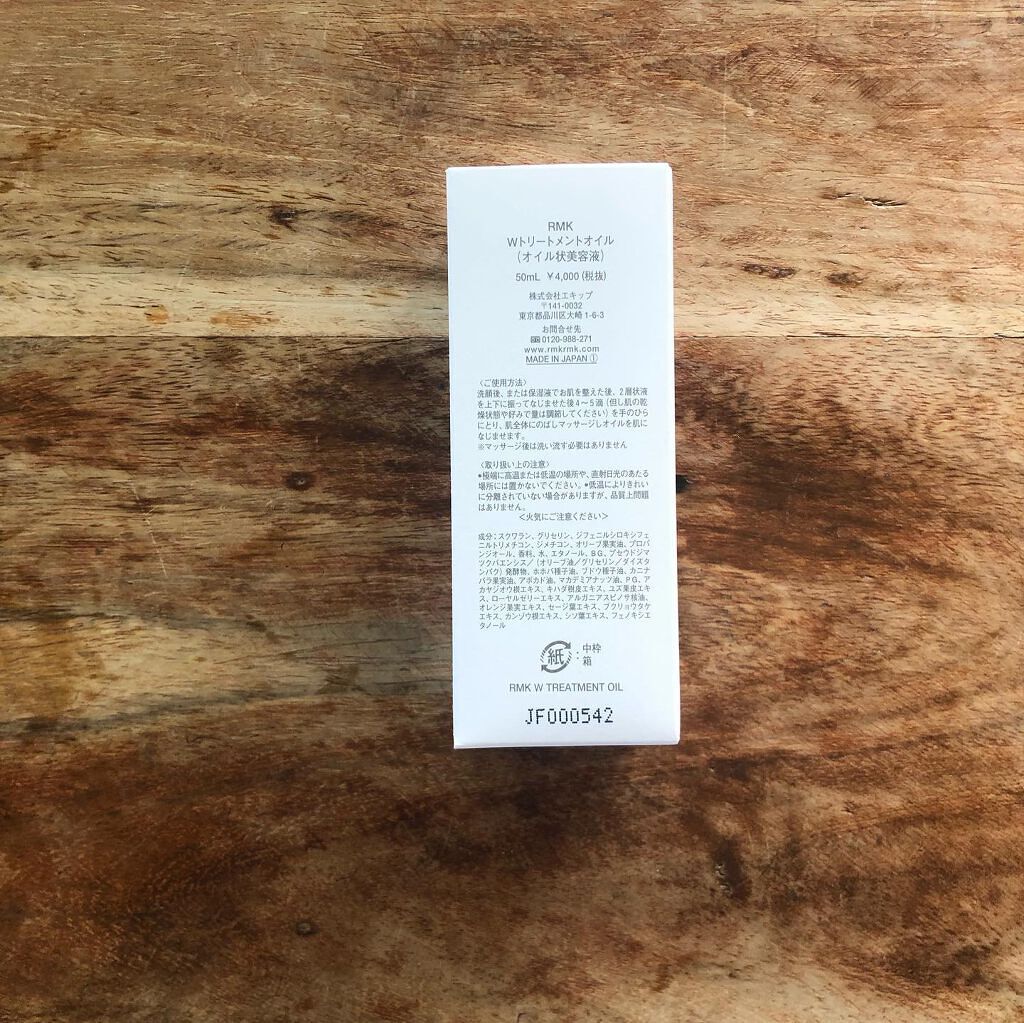 RMK
Wトリートメントオイル
(オイル状美容液)
50mL ￥4,000(税抜)
株式会社エキップ
〒141-0032
東京都品川区大崎1-6-3
お問合せ先
0120-988-271
www.rmkrmk.com
MADE IN JAPAN ①
〈ご使用方法〉
洗顔後、または保湿液でお肌を整えた後、2層状液
を上下に振ってなじませた後4〜5滴(但し肌の乾
燥状態や好みで量は調節してください)を手のひら
にとり、肌全体にのばしマッサージしオイルを肌に
なじませます。
※マッサージ後は洗い流す必要はありません
〈取り扱い上の注意〉
●極端に高温または低温の場所や、直射日光のあたる
場所には置かないでください。●低温によりきれい
に分離されていない場合がありますが、品質上問題
はありません。
＜火気にご注意ください＞
成分：スクワラン、グリセリン、ジフェニルシロキシフェ
ニルトリメチコン、ジメチコン、オリーブ果実油、プロパ
ンジオール、香料、水、エタノール、BG、プセウドジマ
ツクバエンシス／(オリーブ油／グリセリン／ダイズタ
ンパク)発酵物、ホホバ種子油、ブドウ種子油、カニナ
バラ果実油、アボカド油、マカデミアナッツ油、PG、ア
カヤジオウ根エキス、キハダ樹皮エキス、ユズ果皮エキ
ス、ローヤルゼリーエキス、アルガニアスピノサ核油、
オレンジ果実エキス、セージ葉エキス、ブクリョウタケ
エキス、カンゾウ根エキス、シソ葉エキス、フェノキシエ
タノール
紙：中枠
箱
RMK W TREATMENT OIL
JF000542